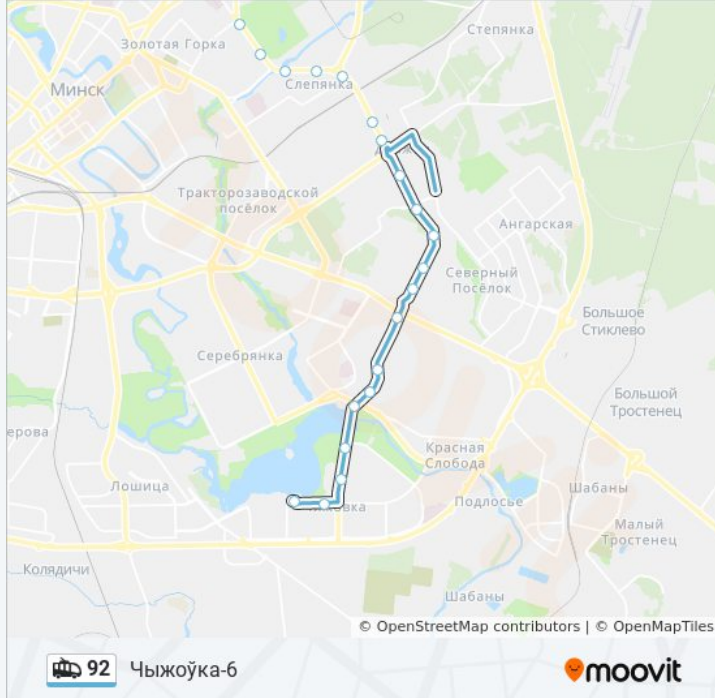 Степянка
Золотая Горка
Слепянка
Минск
Тракторозаводской
посёлок
Ангарская
Северный
Посёлок
Большое
Стиклево
Серебрянка
Большой
Тростенец
ерова
Красная
Слобода
Лошица
Шабаны
Подлосье
Малый
Тростенец
Колядичи
Шабаны
© OpenStreetMap contributors | © OpenMapTiles
92 Чыжоўка-6
moovit